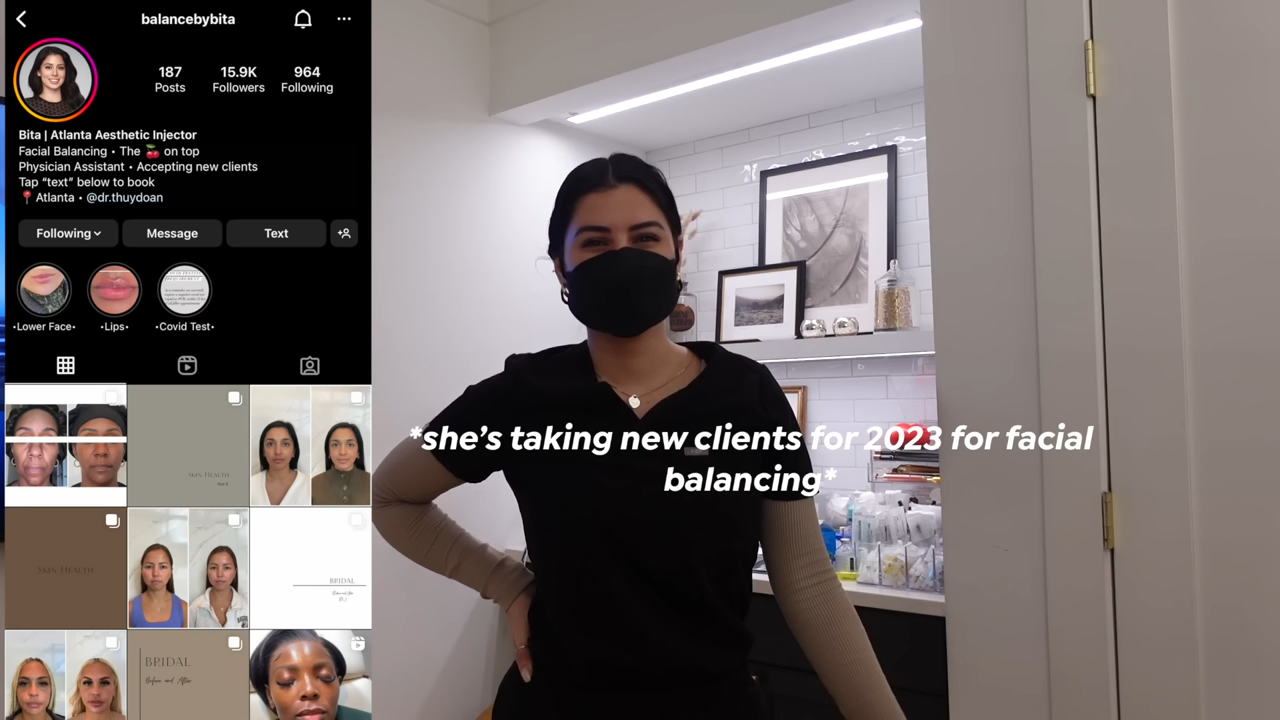 balancebybita
187
15.9K
964
Posts
Followers
Following
Bita | Atlanta Aesthetic Injector
Facial Balancing • The 🍒 on top
Physician Assistant • Accepting new clients
Tap “text” below to book
📍 Atlanta • @dr.thuydoan
Following
Message
Text
•Lower Face•
•Lips•
•Covid Test•
SKIN HEALTH
SKIN HEALTH
BRIDAL
BRIDAL
Before and After
*she’s taking new clients for 2023 for facial
balancing*